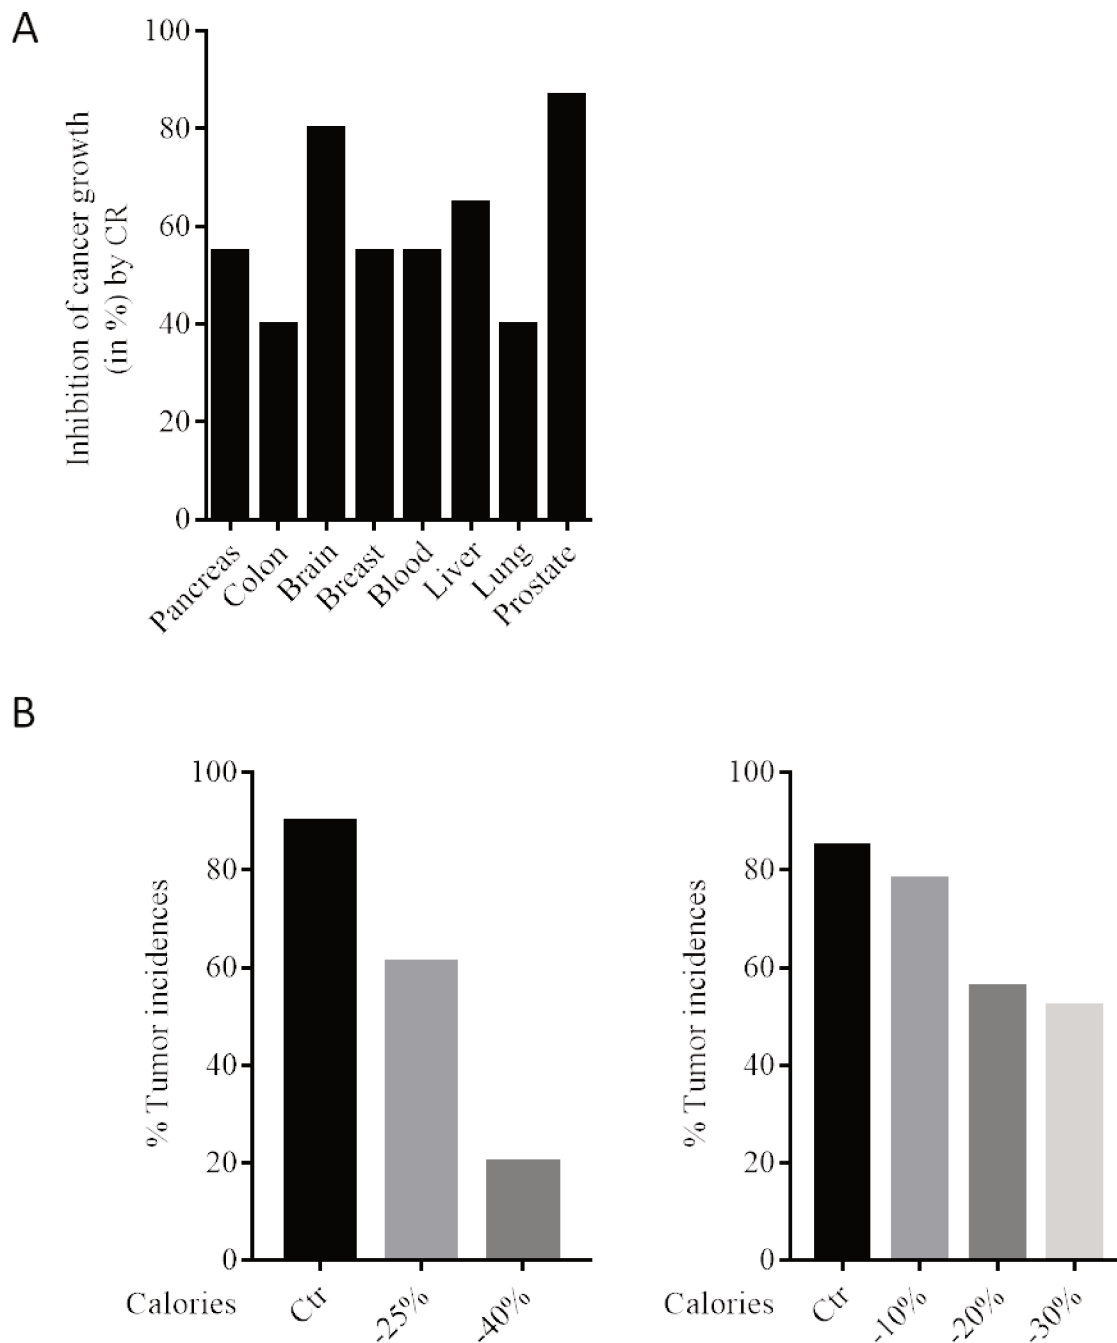 A
Inhibition of cancer growth
(in %) by CR
100
80
60
40
20
0
Pancreas
Colon
Brain
Breast
Blood
Liver
Lung
Prostate
B
% Tumor incidences
100
80
60
40
20
0
Calories
Ctr
-25%
-40%
% Tumor incidences
100
80
60
40
20
0
Calories
Ctr
-10%
-20%
-30%